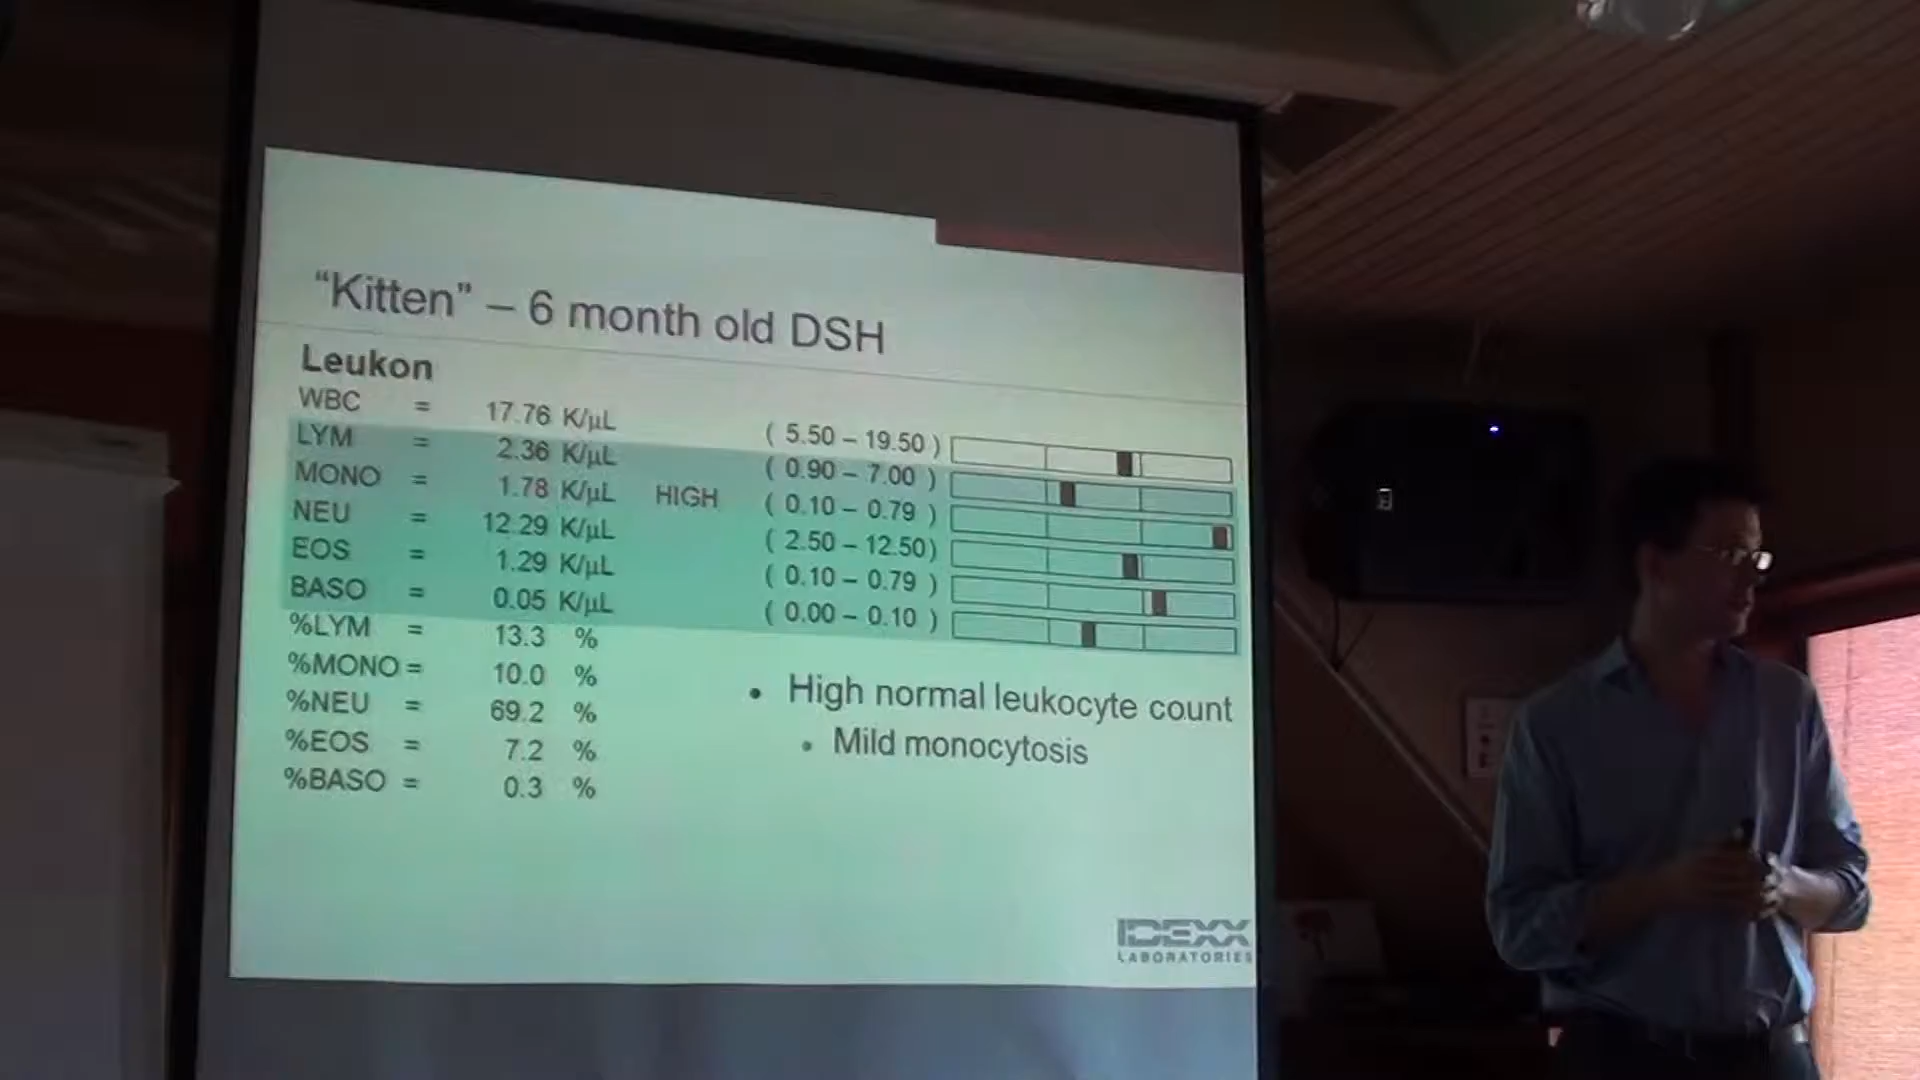 “Kitten” – 6 month old DSH
Leukon
WBC = 17.76 K/µL ( 5.50 – 19.50 )
LYM = 2.36 K/µL ( 0.90 – 7.00 )
MONO = 1.78 K/µL HIGH ( 0.10 – 0.79 )
NEU = 12.29 K/µL ( 2.50 – 12.50)
EOS = 1.29 K/µL ( 0.10 – 0.79 )
BASO = 0.05 K/µL ( 0.00 – 0.10 )
%LYM = 13.3 %
%MONO = 10.0 %
%NEU = 69.2 %
%EOS = 7.2 %
%BASO = 0.3 %
• High normal leukocyte count
• Mild monocytosis
IDEXX
LABORATORIES